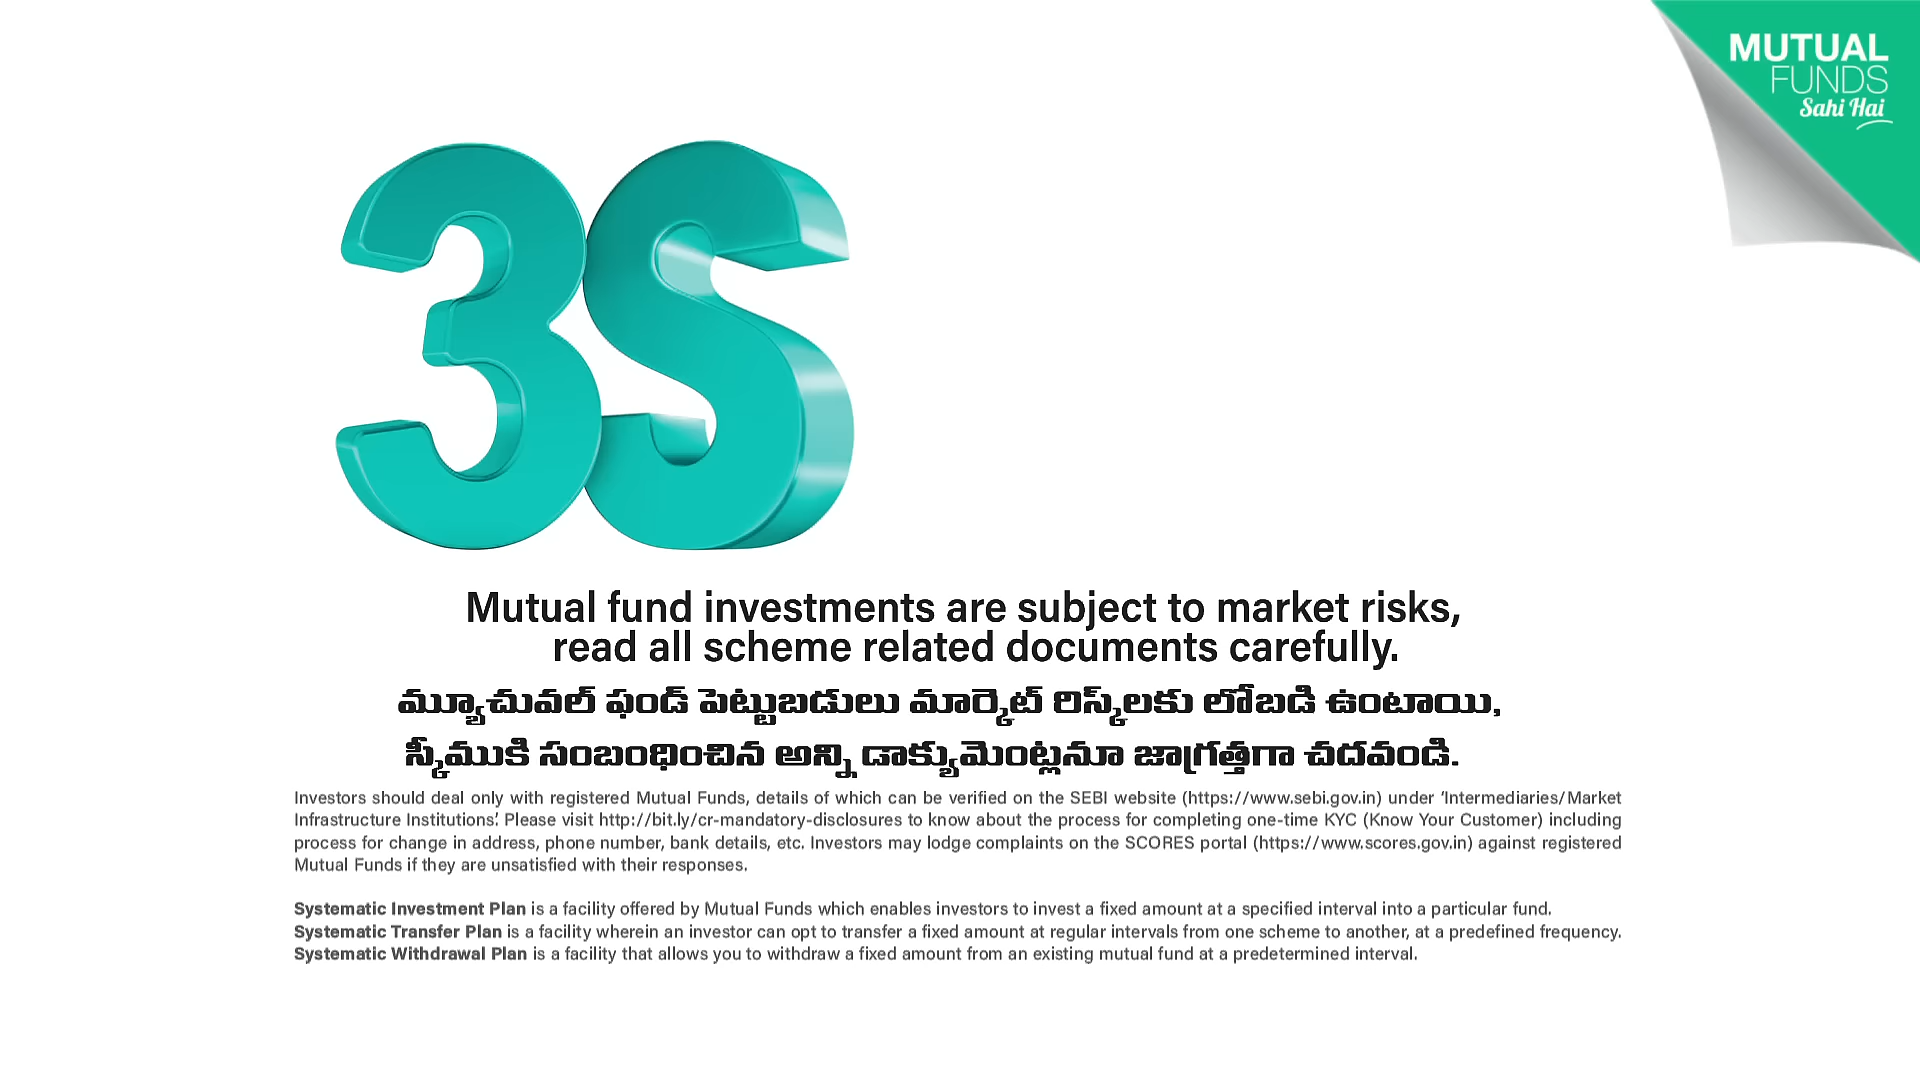 MUTUAL
FUNDS
Sahi Hai
3S
Mutual fund investments are subject to market risks,
read all scheme related documents carefully.
మ్యూచువల్ ఫండ్ పెట్టుబడులు మార్కెట్ రిస్క్‌లకు లోబడి ఉంటాయి,
స్కీముకి సంబంధించిన అన్ని డాక్యుమెంట్లనూ జాగ్రత్తగా చదవండి.
Investors should deal only with registered Mutual Funds, details of which can be verified on the SEBI website (https://www.sebi.gov.in) under ‘Intermediaries/Market
Infrastructure Institutions’. Please visit http://bit.ly/cr-mandatory-disclosures to know about the process for completing one-time KYC (Know Your Customer) including
process for change in address, phone number, bank details, etc. Investors may lodge complaints on the SCORES portal (https://www.scores.gov.in) against registered
Mutual Funds if they are unsatisfied with their responses.
Systematic Investment Plan is a facility offered by Mutual Funds which enables investors to invest a fixed amount at a specified interval into a particular fund.
Systematic Transfer Plan is a facility wherein an investor can opt to transfer a fixed amount at regular intervals from one scheme to another, at a predefined frequency.
Systematic Withdrawal Plan is a facility that allows you to withdraw a fixed amount from an existing mutual fund at a predetermined interval.